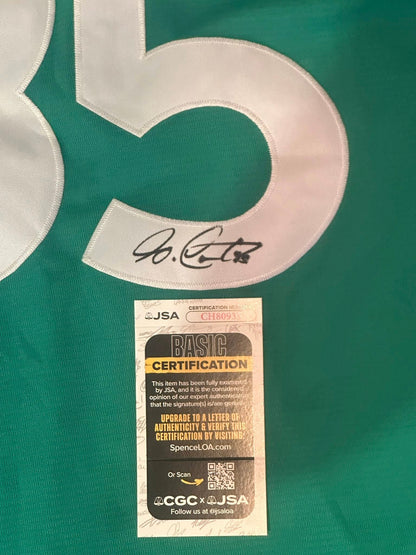 35
JSA
CERTIFICATION
CH8093
BASIC
CERTIFICATION
This item has been fully examined
by JSA, and it is the considered
opinion of our expert authenticators
that the signature(s) is/are genuine.
UPGRADE TO A LETTER OF
AUTHENTICITY & VERIFY THIS
CERTIFICATION BY VISITING:
SpenceLOA.com
Or Scan
CGC x JSA
Follow us at @jsaloa